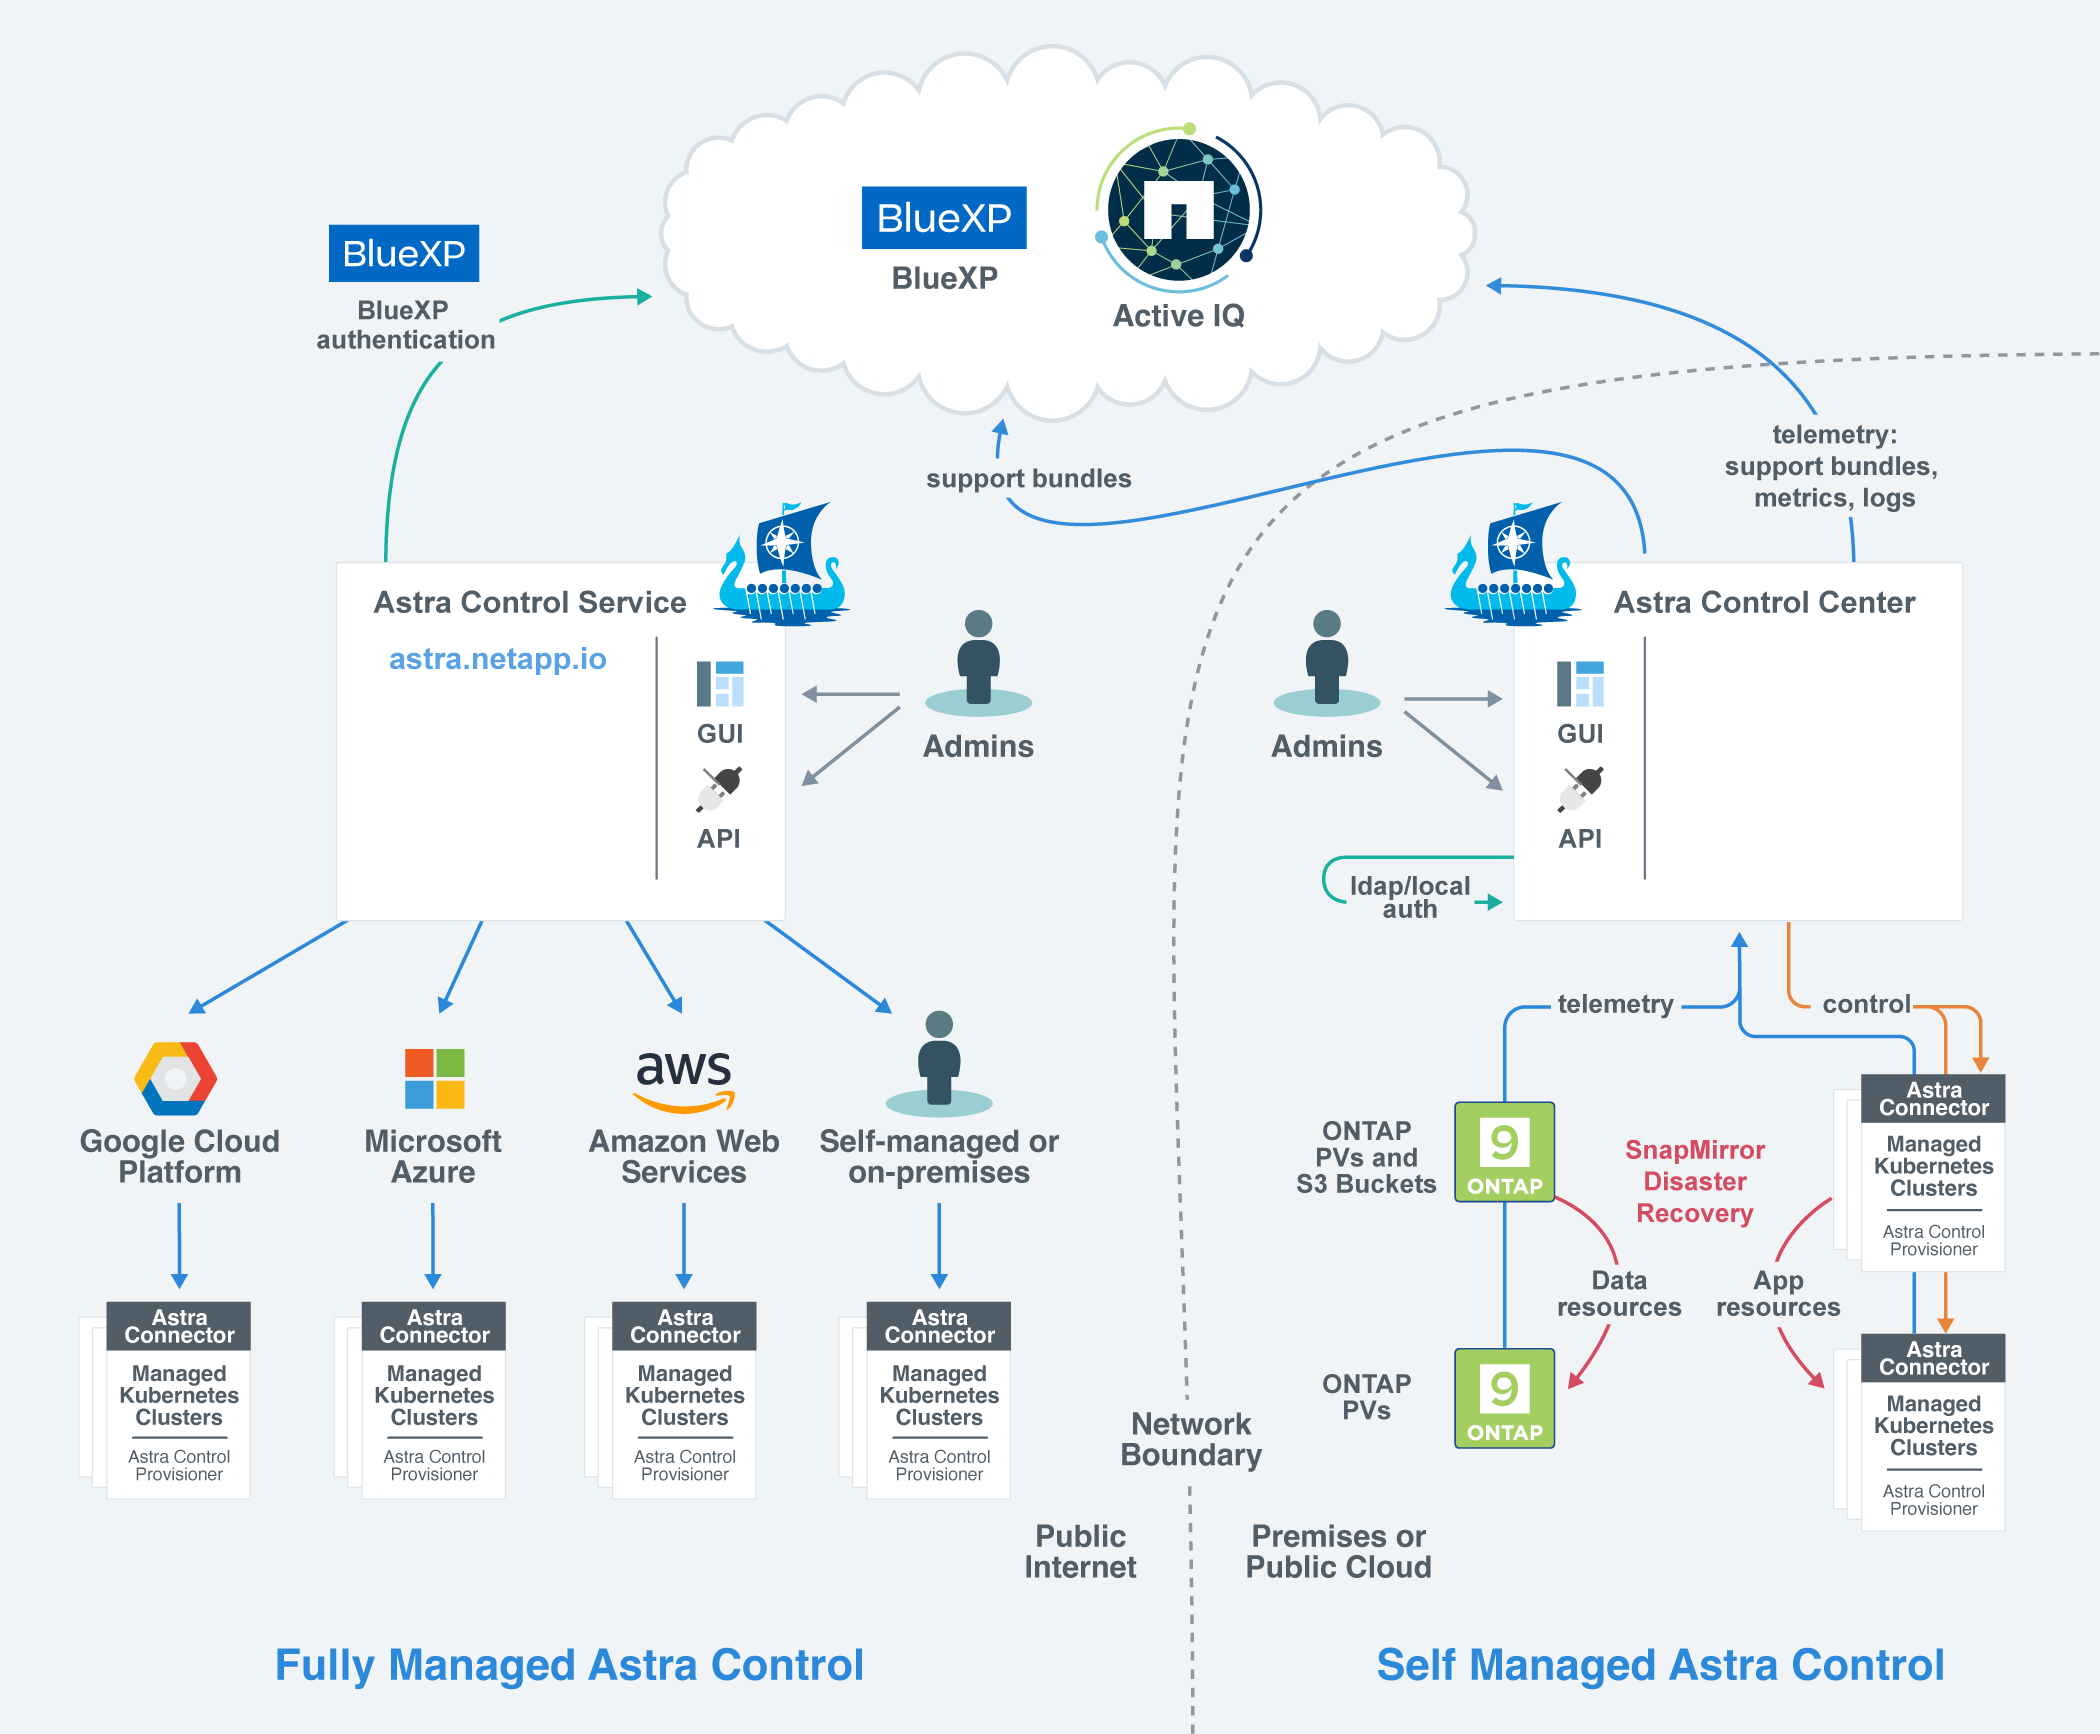 BlueXP
BlueXP
Active IQ
BlueXP
BlueXP
authentication
support bundles
telemetry:
support bundles,
metrics, logs
Astra Control Service
astra.netapp.io
GUI
API
Admins
Admins
Astra Control Center
GUI
API
ldap/local
auth
telemetry
control
Google Cloud
Platform
Microsoft
Azure
aws
Amazon Web
Services
Self-managed or
on-premises
Astra
Connector
Managed
Kubernetes
Clusters
Astra Control
Provisioner
Astra
Connector
Managed
Kubernetes
Clusters
Astra Control
Provisioner
Astra
Connector
Managed
Kubernetes
Clusters
Astra Control
Provisioner
Astra
Connector
Managed
Kubernetes
Clusters
Astra Control
Provisioner
ONTAP
PVs and
S3 Buckets
9
ONTAP
SnapMirror
Disaster
Recovery
Astra
Connector
Managed
Kubernetes
Clusters
Astra Control
Provisioner
Data
resources
App
resources
ONTAP
PVs
9
ONTAP
Astra
Connector
Managed
Kubernetes
Clusters
Astra Control
Provisioner
Network
Boundary
Public
Internet
Premises or
Public Cloud
Fully Managed Astra Control
Self Managed Astra Control